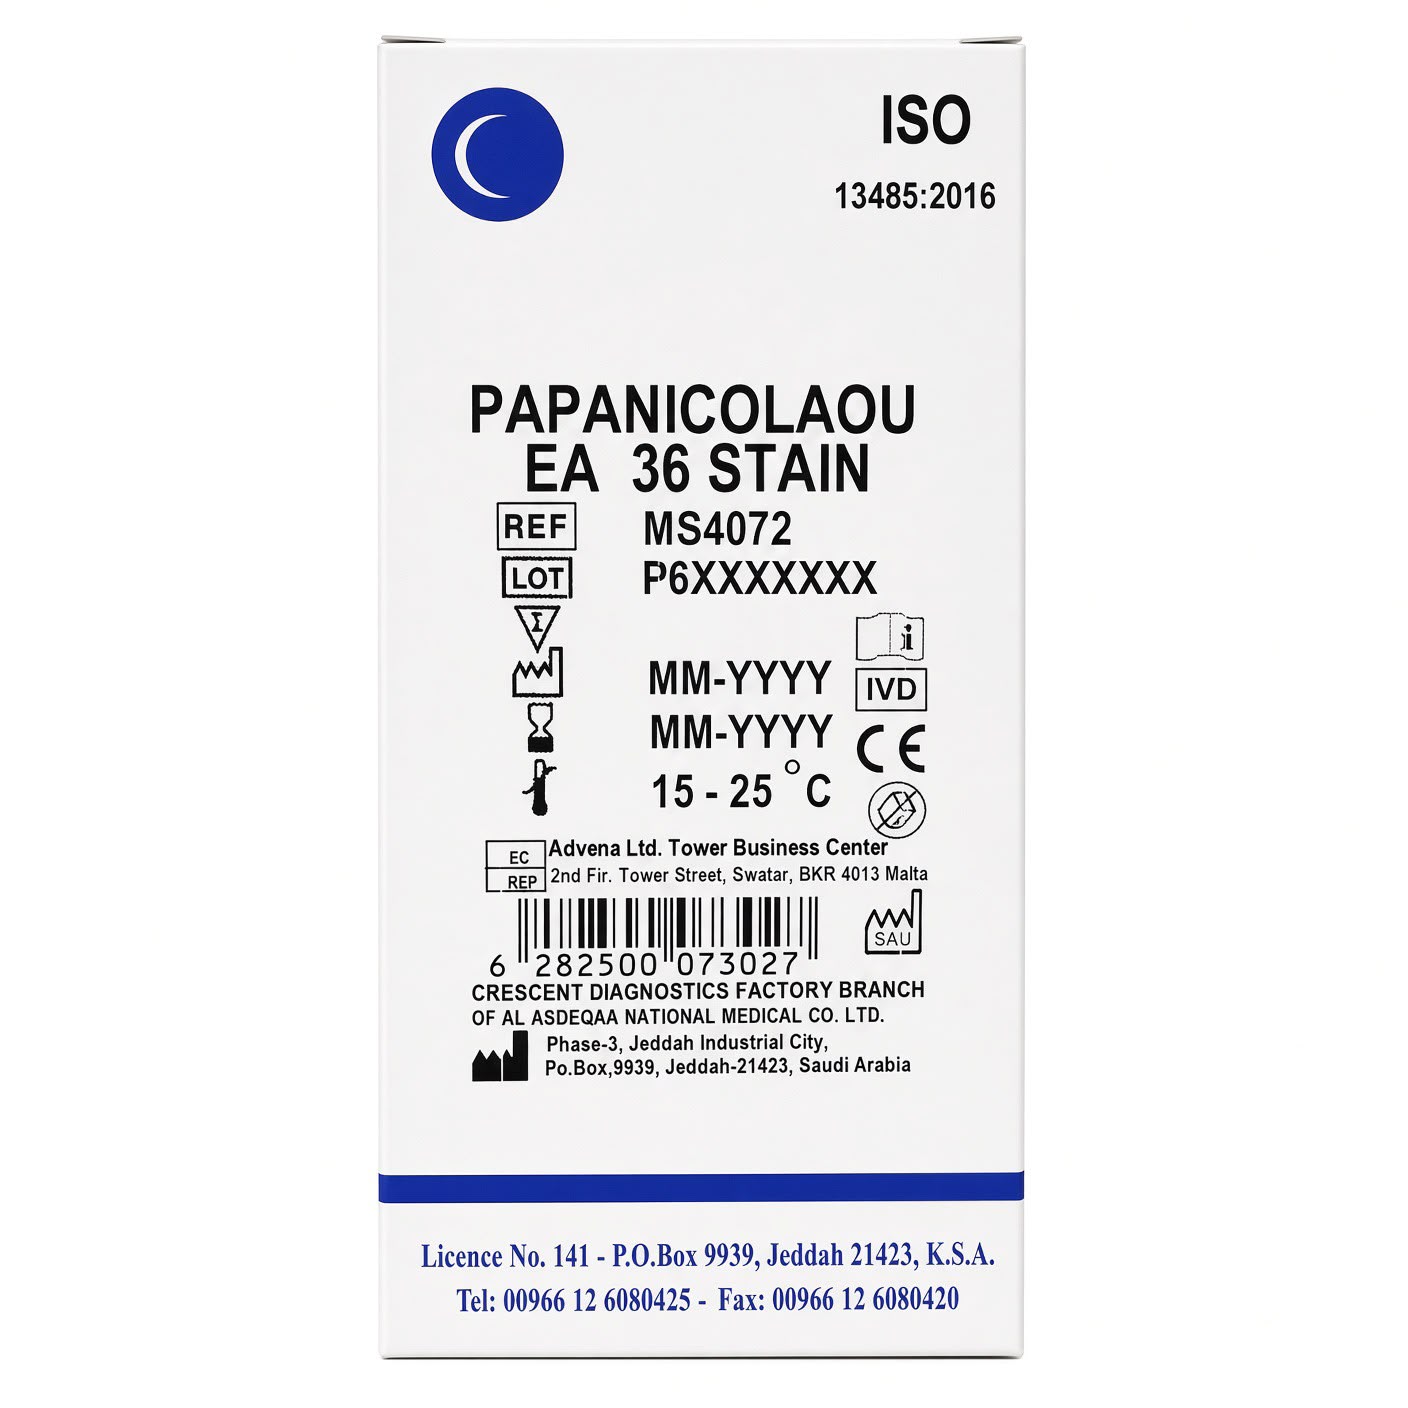 ISO
13485:2016
PAPANICOLAOU
EA 36 STAIN
REF MS4072
LOT P6XXXXXXX
Σ
i
MM-YYYY
IVD
MM-YYYY
CE
15 - 25 °C
EC REP
Advena Ltd. Tower Business Center
2nd Fir. Tower Street, Swatar, BKR 4013 Malta
SAU
6 282500 073027
CRESCENT DIAGNOSTICS FACTORY BRANCH
OF AL ASDEQAA NATIONAL MEDICAL CO. LTD.
Phase-3, Jeddah Industrial City,
Po.Box,9939, Jeddah-21423, Saudi Arabia
Licence No. 141 - P.O.Box 9939, Jeddah 21423, K.S.A.
Tel: 00966 12 6080425 - Fax: 00966 12 6080420